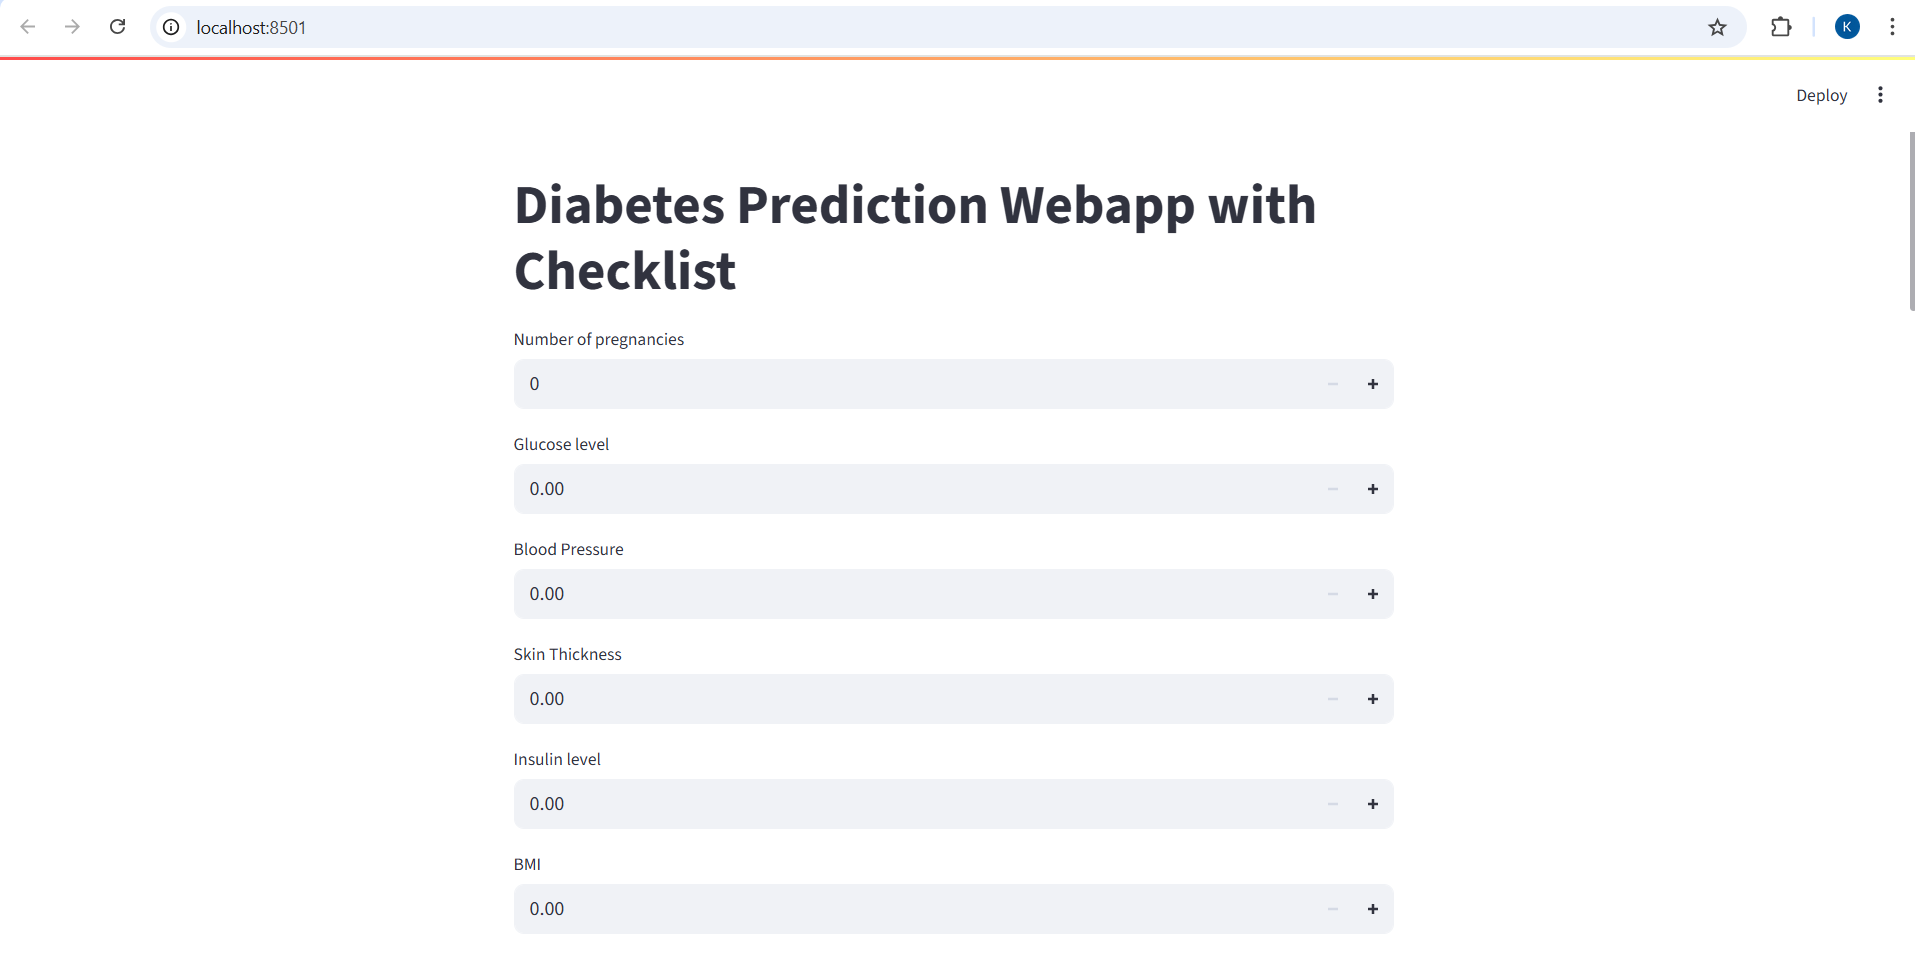 localhost:8501
K
Deploy
Diabetes Prediction Webapp with
Checklist
Number of pregnancies
0
Glucose level
0.00
Blood Pressure
0.00
Skin Thickness
0.00
Insulin level
0.00
BMI
0.00